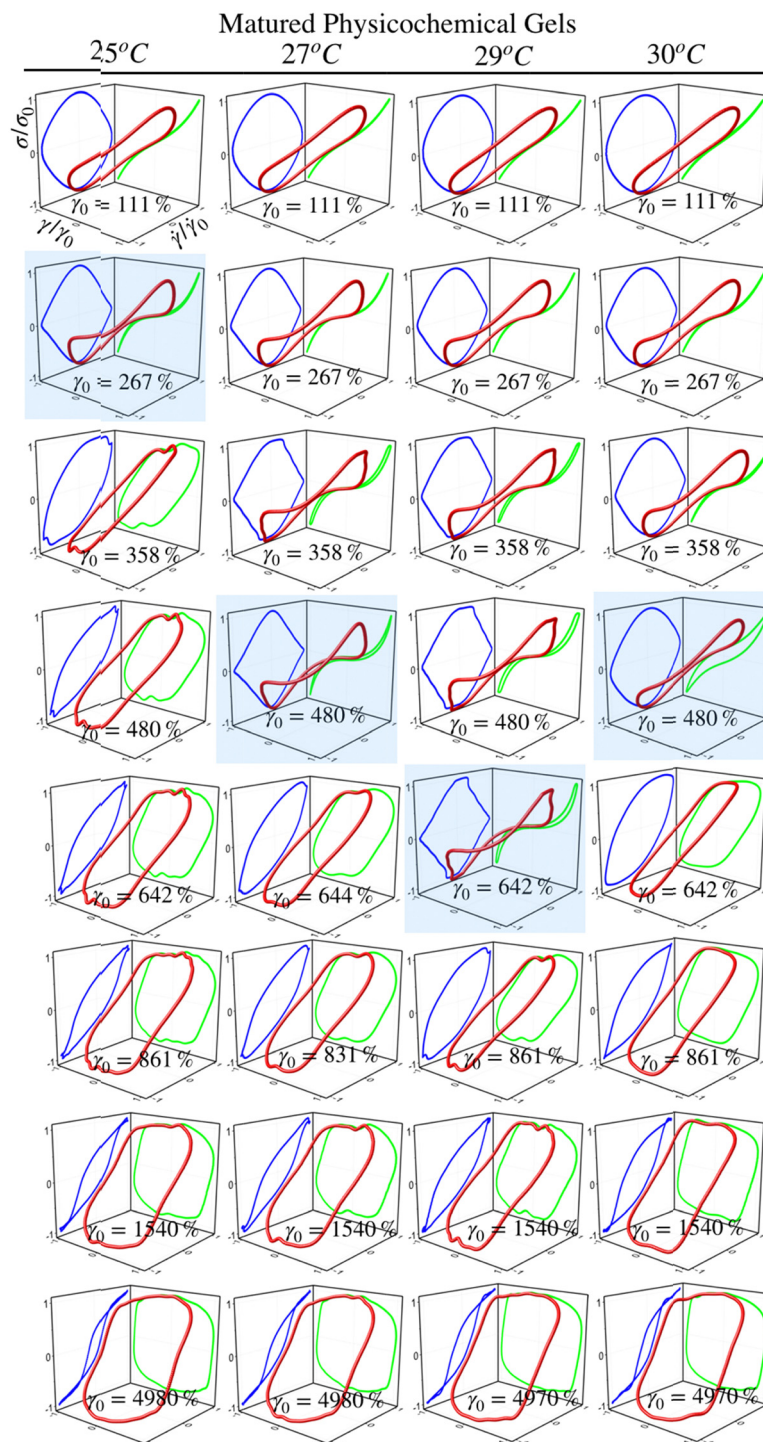 Matured Physicochemical Gels
25°C 27°C 29°C 30°C
σ/σ₀
1
0
-1
γ/γ₀
γ̇/γ̇₀
γ₀ = 111 % γ₀ = 111 % γ₀ = 111 % γ₀ = 111 %
γ₀ = 267 % γ₀ = 267 % γ₀ = 267 % γ₀ = 267 %
γ₀ = 358 % γ₀ = 358 % γ₀ = 358 % γ₀ = 358 %
γ₀ = 480 % γ₀ = 480 % γ₀ = 480 % γ₀ = 480 %
γ₀ = 642 % γ₀ = 644 % γ₀ = 642 % γ₀ = 642 %
γ₀ = 861 % γ₀ = 831 % γ₀ = 861 % γ₀ = 861 %
γ₀ = 1540 % γ₀ = 1540 % γ₀ = 1540 % γ₀ = 1540 %
γ₀ = 4980 % γ₀ = 4980 % γ₀ = 4970 % γ₀ = 4970 %